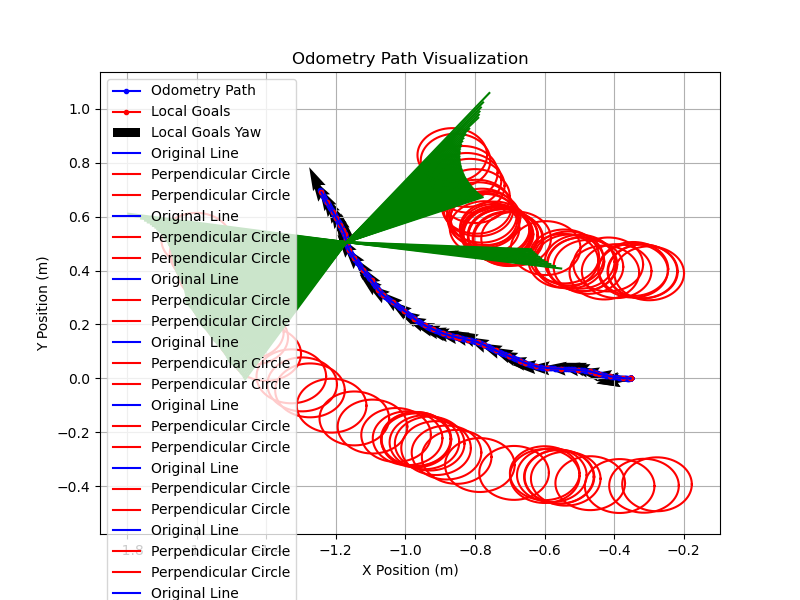 Odometry Path Visualization
Y Position (m)
1.0
0.8
0.6
0.4
0.2
0.0
−0.2
−0.4
Odometry Path
Local Goals
Local Goals Yaw
Original Line
Perpendicular Circle
Perpendicular Circle
Original Line
Perpendicular Circle
Perpendicular Circle
Original Line
Perpendicular Circle
Perpendicular Circle
Original Line
Perpendicular Circle
Perpendicular Circle
Original Line
Perpendicular Circle
Perpendicular Circle
Original Line
Perpendicular Circle
Perpendicular Circle
Original Line
Perpendicular Circle
Perpendicular Circle
Original Line
−1.8 −1.2 −1.0 −0.8 −0.6 −0.4 −0.2
X Position (m)